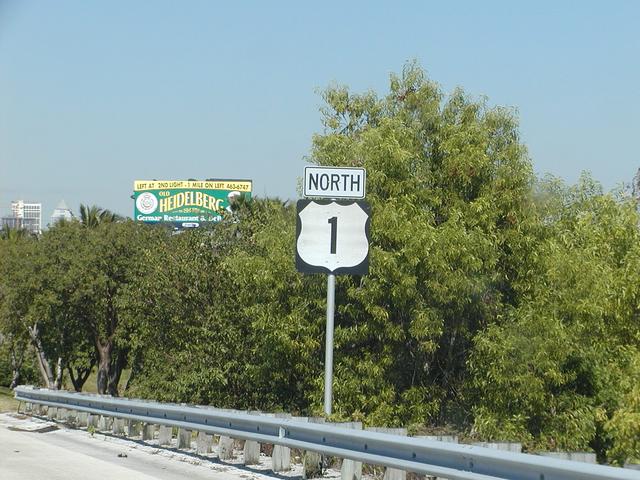 LEFT AT 2ND LIGHT - 1 MILE ON LEFT 463-6747
OLD
HEIDELBERG
German Restaurant & Deli
NORTH
1